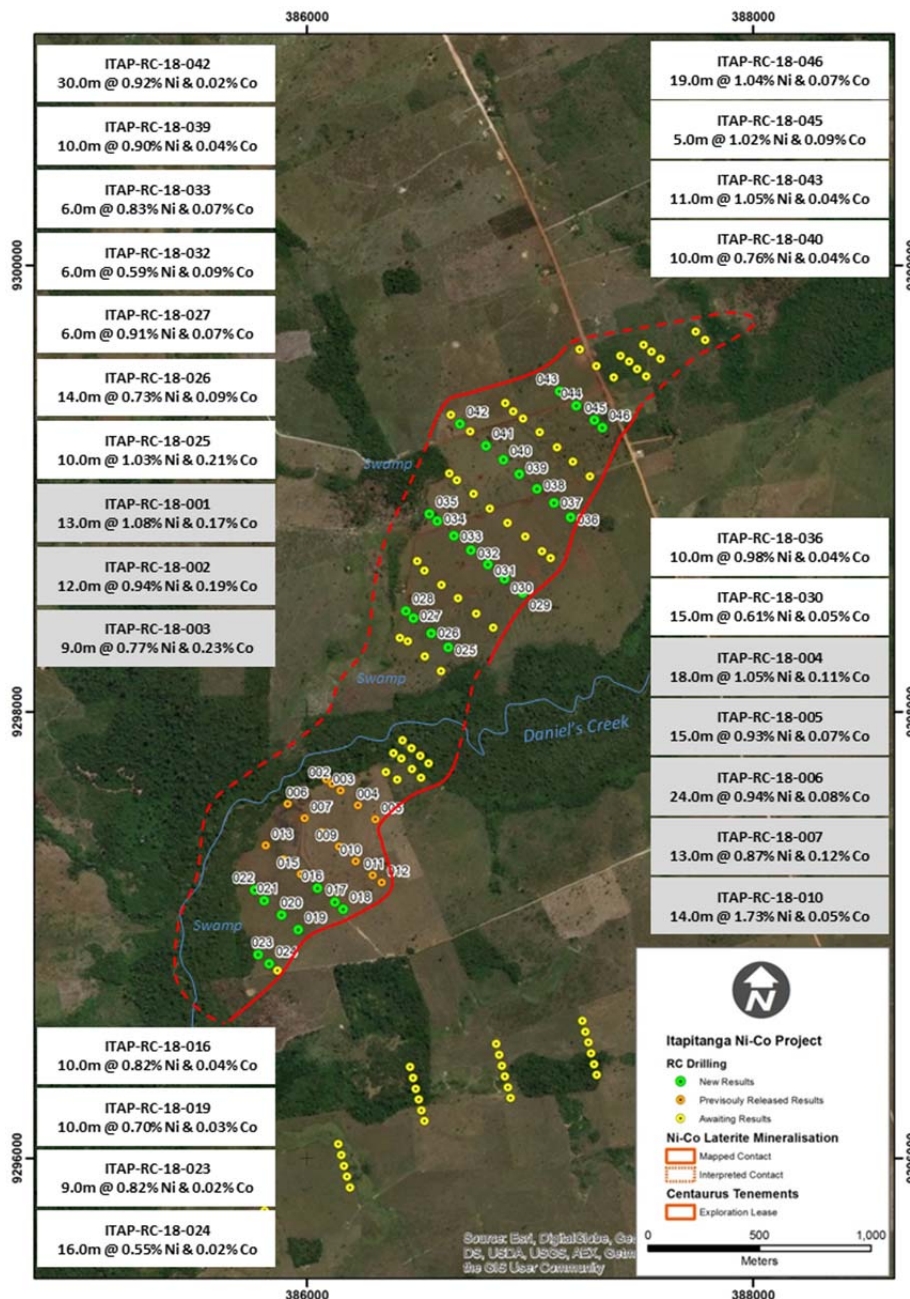 386000
388000
ITAP-RC-18-042
30.0m @ 0.92% Ni & 0.02% Co
ITAP-RC-18-039
10.0m @ 0.90% Ni & 0.04% Co
ITAP-RC-18-033
6.0m @ 0.83% Ni & 0.07% Co
ITAP-RC-18-032
6.0m @ 0.59% Ni & 0.09% Co
ITAP-RC-18-027
6.0m @ 0.91% Ni & 0.07% Co
ITAP-RC-18-026
14.0m @ 0.73% Ni & 0.09% Co
ITAP-RC-18-025
10.0m @ 1.03% Ni & 0.21% Co
ITAP-RC-18-001
13.0m @ 1.08% Ni & 0.17% Co
ITAP-RC-18-002
12.0m @ 0.94% Ni & 0.19% Co
ITAP-RC-18-003
9.0m @ 0.77% Ni & 0.23% Co
ITAP-RC-18-046
19.0m @ 1.04% Ni & 0.07% Co
ITAP-RC-18-045
5.0m @ 1.02% Ni & 0.09% Co
ITAP-RC-18-043
11.0m @ 1.05% Ni & 0.04% Co
ITAP-RC-18-040
10.0m @ 0.76% Ni & 0.04% Co
9300000
9300000
043
044
045
046
042
041
040
039
038
037
036
Swamp
035
034
033
032
031
030
029
028
027
026
025
Swamp
9298000
9298000
Daniel's Creek
ITAP-RC-18-036
10.0m @ 0.98% Ni & 0.04% Co
ITAP-RC-18-030
15.0m @ 0.61% Ni & 0.05% Co
ITAP-RC-18-004
18.0m @ 1.05% Ni & 0.11% Co
ITAP-RC-18-005
15.0m @ 0.93% Ni & 0.07% Co
ITAP-RC-18-006
24.0m @ 0.94% Ni & 0.08% Co
ITAP-RC-18-007
13.0m @ 0.87% Ni & 0.12% Co
ITAP-RC-18-010
14.0m @ 1.73% Ni & 0.05% Co
002
003
006
004
005
007
013
009
010
015
011
012
016
022
021
017
018
020
019
Swamp
023
024
ITAP-RC-18-016
10.0m @ 0.82% Ni & 0.04% Co
ITAP-RC-18-019
10.0m @ 0.70% Ni & 0.03% Co
ITAP-RC-18-023
9.0m @ 0.82% Ni & 0.02% Co
ITAP-RC-18-024
16.0m @ 0.55% Ni & 0.02% Co
9296000
9296000
N
Itapitanga Ni-Co Project
RC Drilling
New Results
Previsouly Released Results
Awaiting Results
Ni-Co Laterite Mineralisation
Mapped Contact
Interpreted Contact
Centaurus Tenements
Exploration Lease
0 500 1,000
Meters
Source: Esri, DigitalGlobe, Ge
DS, USDA, USGS, AEX, Getm
the GIS User Community
386000
388000